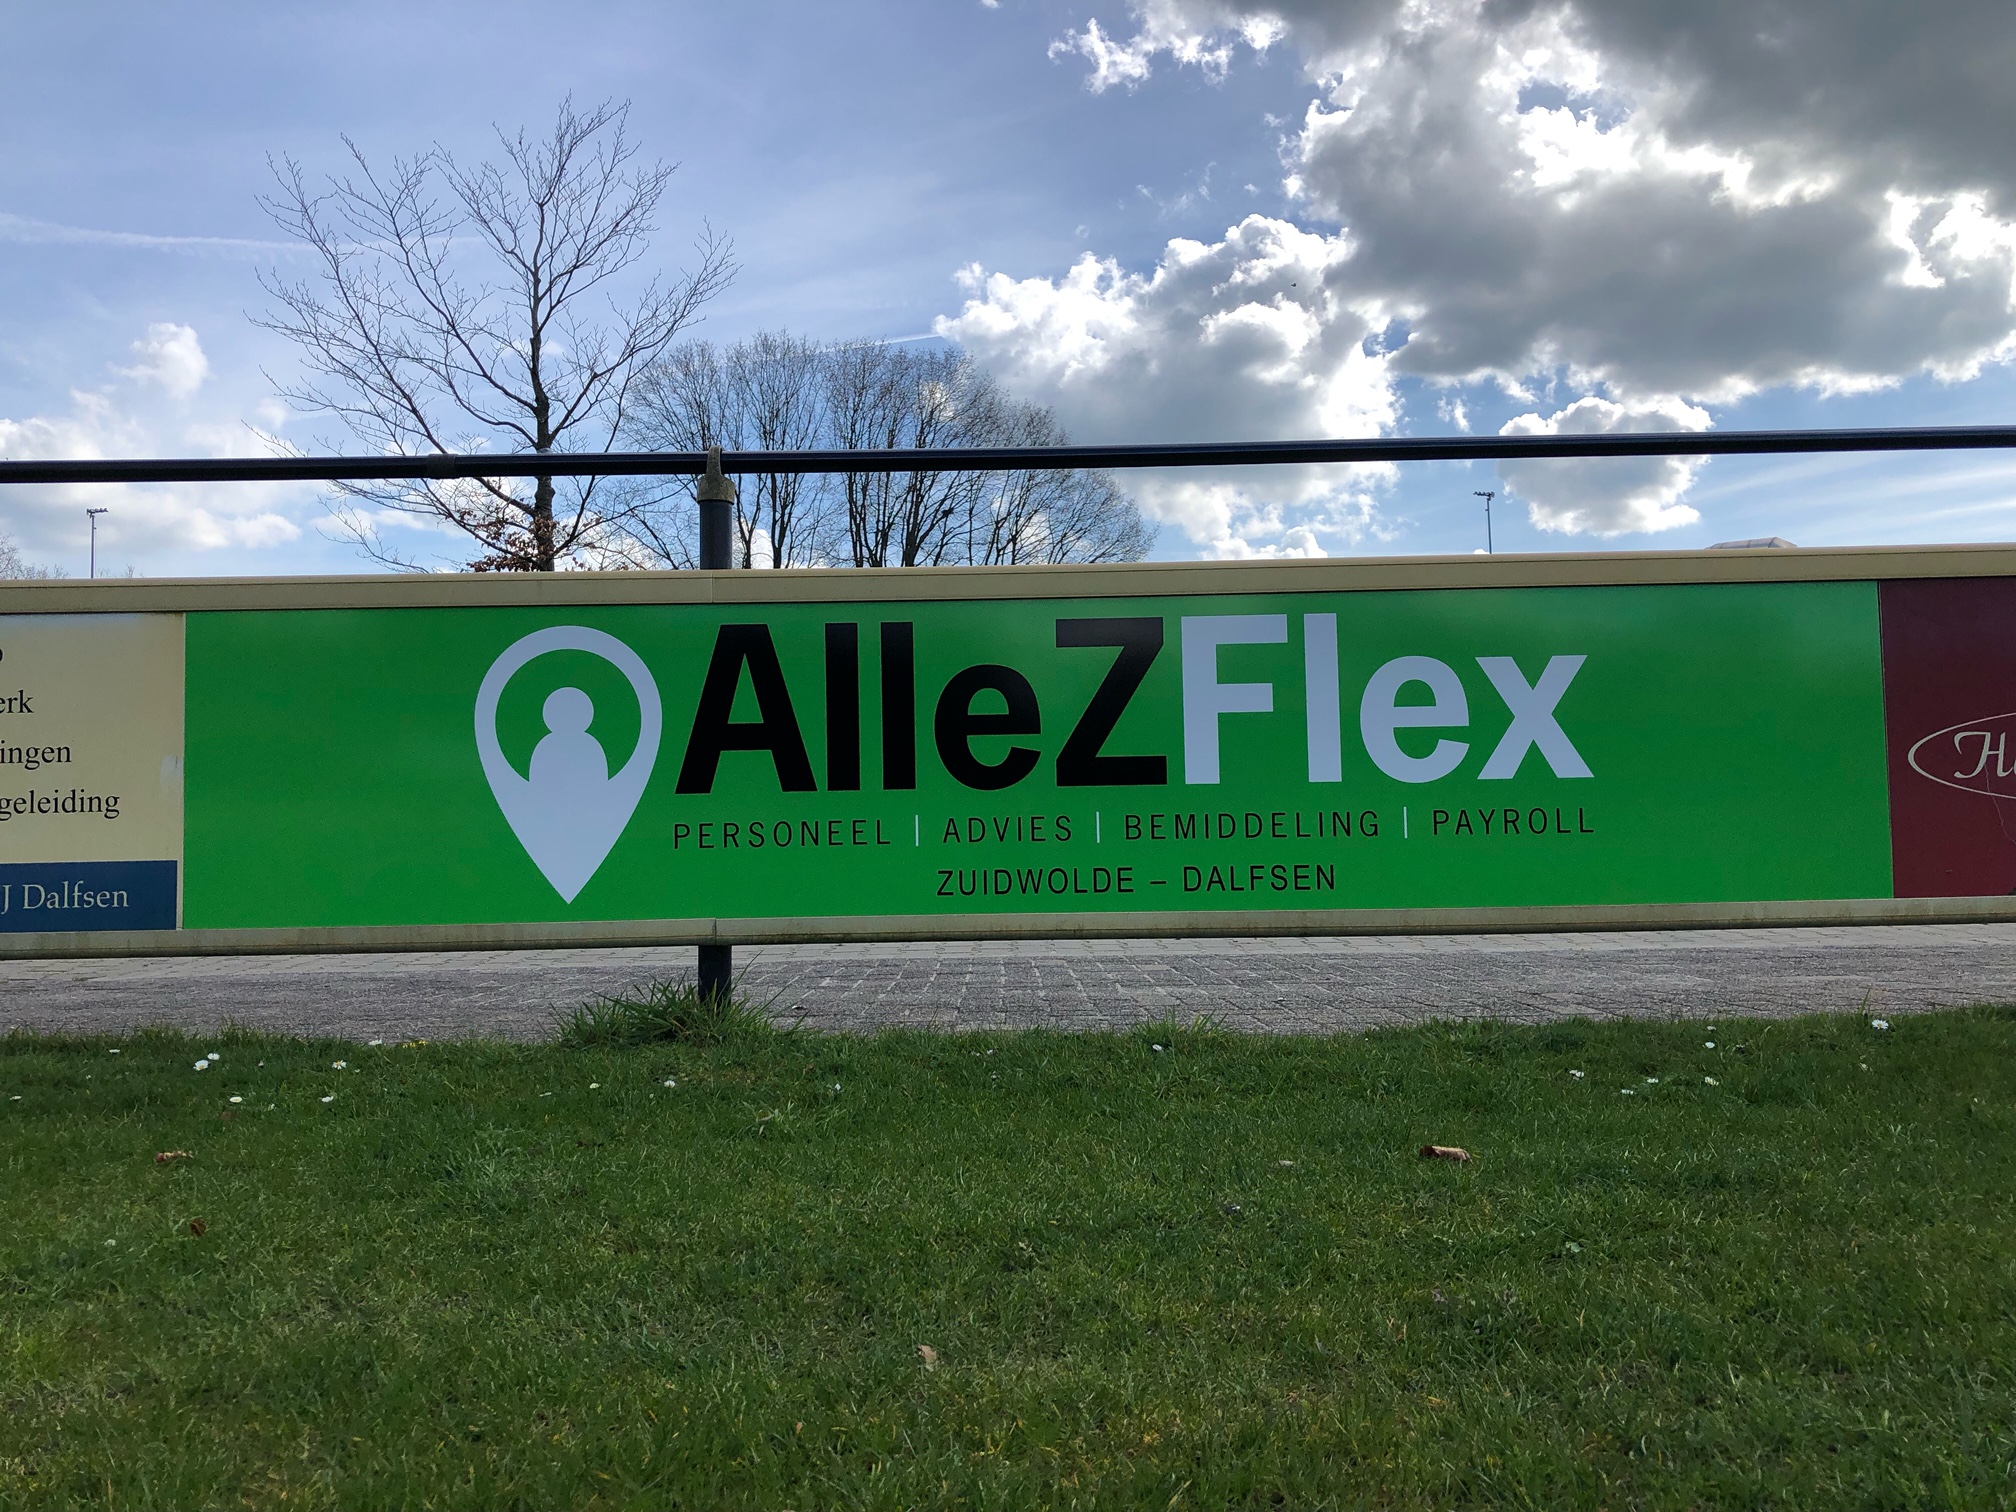 erk
ingen
geleiding
J Dalfsen
AlleZFlex
PERSONEEL | ADVIES | BEMIDDELING | PAYROLL
ZUIDWOLDE – DALFSEN